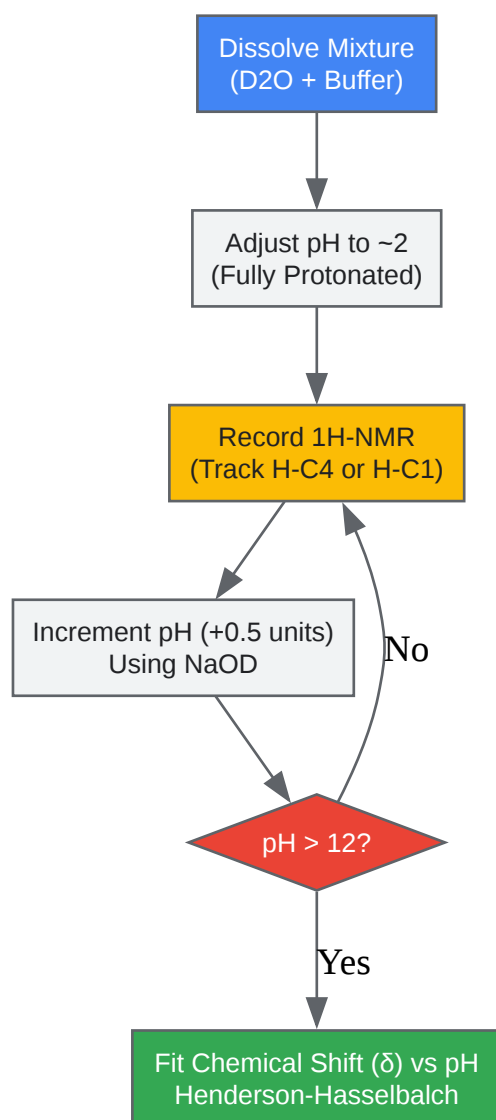 Dissolve Mixture
(D2O + Buffer)
Adjust pH to ~2
(Fully Protonated)
Record 1H-NMR
(Track H-C4 or H-C1)
Increment pH (+0.5 units)
Using NaOD
No
pH > 12?
Yes
Fit Chemical Shift (δ) vs pH
Henderson-Hasselbalch